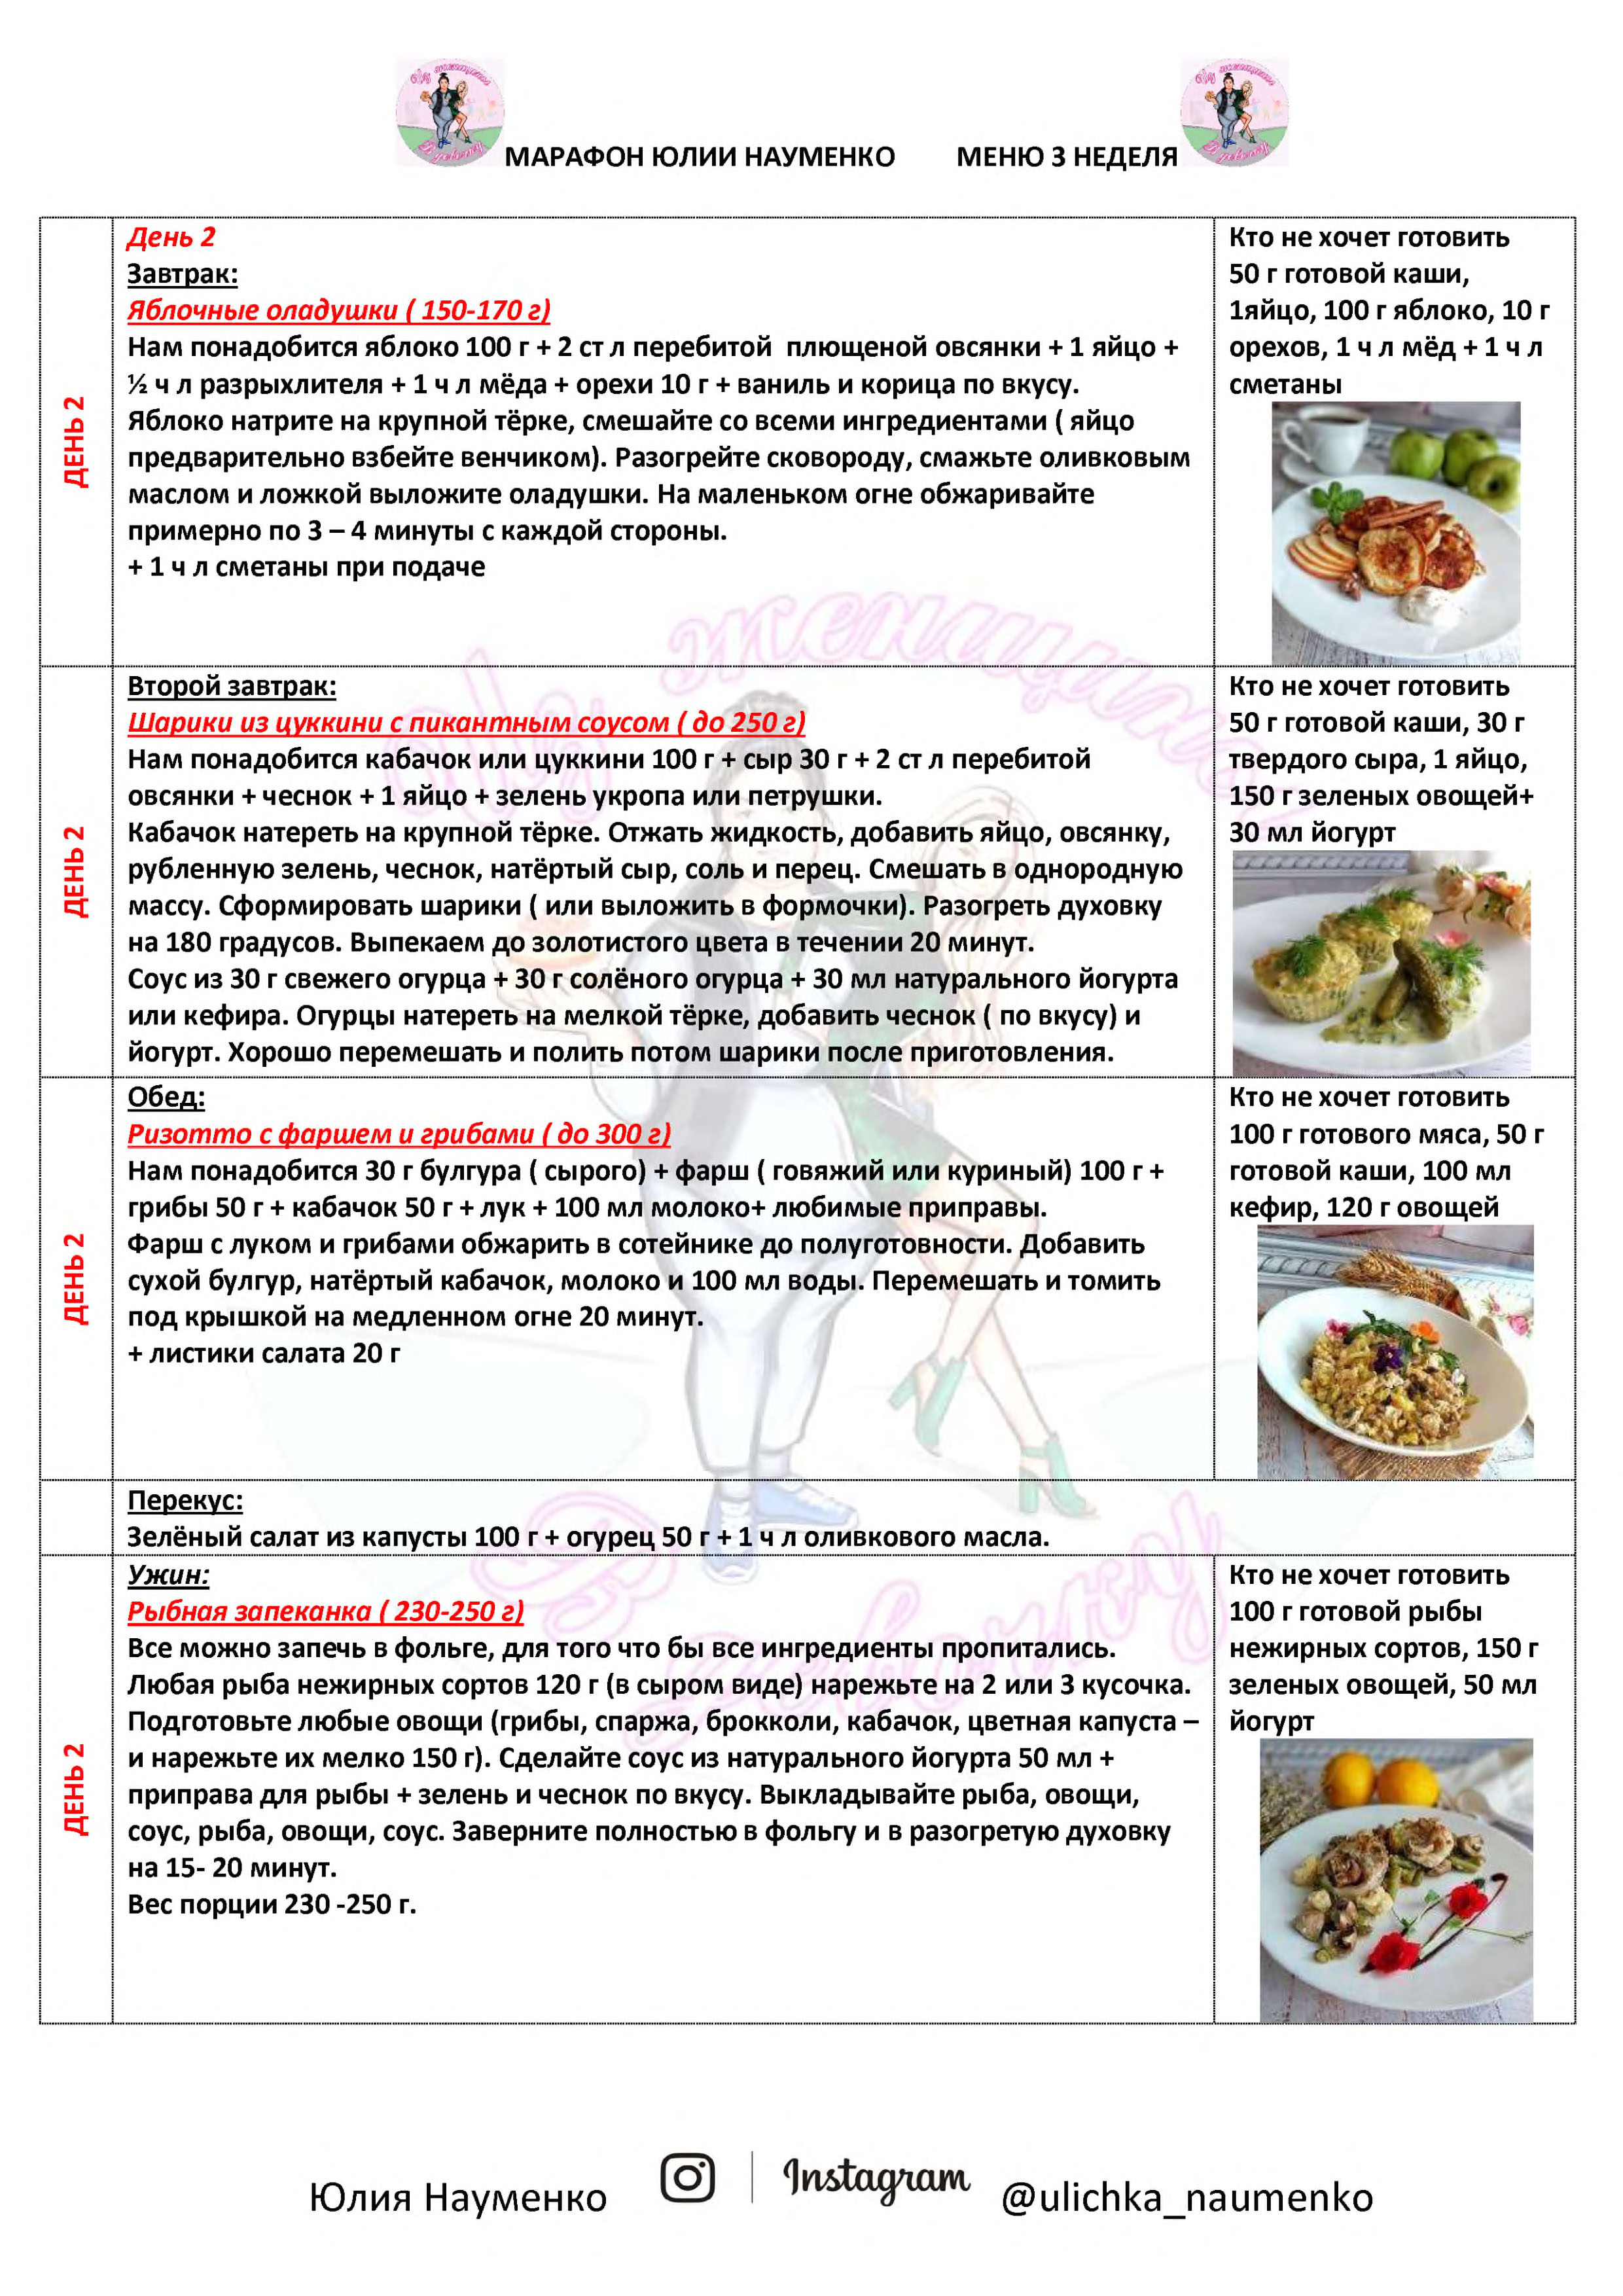 МАРАФОН ЮЛИИ НАУМЕНКО МЕНЮ 3 НЕДЕЛЯ
ДЕНЬ 2
День 2
Завтрак:
Яблочные оладушки ( 150-170 г)
Нам понадобится яблоко 100 г + 2 ст л перебитой плющеной овсянки + 1 яйцо +
½ ч л разрыхлителя + 1 ч л мёда + орехи 10 г + ваниль и корица по вкусу.
Яблоко натрите на крупной тёрке, смешайте со всеми ингредиентами ( яйцо
предварительно взбейте венчиком). Разогрейте сковороду, смажьте оливковым
маслом и ложкой выложите оладушки. На маленьком огне обжаривайте
примерно по 3 – 4 минуты с каждой стороны.
+ 1 ч л сметаны при подаче
Кто не хочет готовить
50 г готовой каши,
1яйцо, 100 г яблоко, 10 г
орехов, 1 ч л мёд + 1 ч л
сметаны
ДЕНЬ 2
Второй завтрак:
Шарики из цуккини с пикантным соусом ( до 250 г)
Нам понадобится кабачок или цуккини 100 г + сыр 30 г + 2 ст л перебитой
овсянки + чеснок + 1 яйцо + зелень укропа или петрушки.
Кабачок натереть на крупной тёрке. Отжать жидкость, добавить яйцо, овсянку,
рубленную зелень, чеснок, натёртый сыр, соль и перец. Смешать в однородную
массу. Сформировать шарики ( или выложить в формочки). Разогреть духовку
на 180 градусов. Выпекаем до золотистого цвета в течении 20 минут.
Соус из 30 г свежего огурца + 30 г солёного огурца + 30 мл натурального йогурта
или кефира. Огурцы натереть на мелкой тёрке, добавить чеснок ( по вкусу) и
йогурт. Хорошо перемешать и полить потом шарики после приготовления.
Кто не хочет готовить
50 г готовой каши, 30 г
твердого сыра, 1 яйцо,
150 г зеленых овощей+
30 мл йогурт
ДЕНЬ 2
Обед:
Ризотто с фаршем и грибами ( до 300 г)
Нам понадобится 30 г булгура ( сырого) + фарш ( говяжий или куриный) 100 г +
грибы 50 г + кабачок 50 г + лук + 100 мл молоко+ любимые приправы.
Фарш с луком и грибами обжарить в сотейнике до полуготовности. Добавить
сухой булгур, натёртый кабачок, молоко и 100 мл воды. Перемешать и томить
под крышкой на медленном огне 20 минут.
+ листики салата 20 г
Кто не хочет готовить
100 г готового мяса, 50 г
готовой каши, 100 мл
кефир, 120 г овощей
Перекус:
Зелёный салат из капусты 100 г + огурец 50 г + 1 ч л оливкового масла.
ДЕНЬ 2
Ужин:
Рыбная запеканка ( 230-250 г)
Все можно запечь в фольге, для того что бы все ингредиенты пропитались.
Любая рыба нежирных сортов 120 г (в сыром виде) нарежьте на 2 или 3 кусочка.
Подготовьте любые овощи (грибы, спаржа, брокколи, кабачок, цветная капуста –
и нарежьте их мелко 150 г). Сделайте соус из натурального йогурта 50 мл +
приправа для рыбы + зелень и чеснок по вкусу. Выкладывайте рыба, овощи,
соус, рыба, овощи, соус. Заверните полностью в фольгу и в разогретую духовку
на 15- 20 минут.
Вес порции 230 -250 г.
Кто не хочет готовить
100 г готовой рыбы
нежирных сортов, 150 г
зеленых овощей, 50 мл
йогурт
Юлия Науменко Instagram @ulichka_naumenko